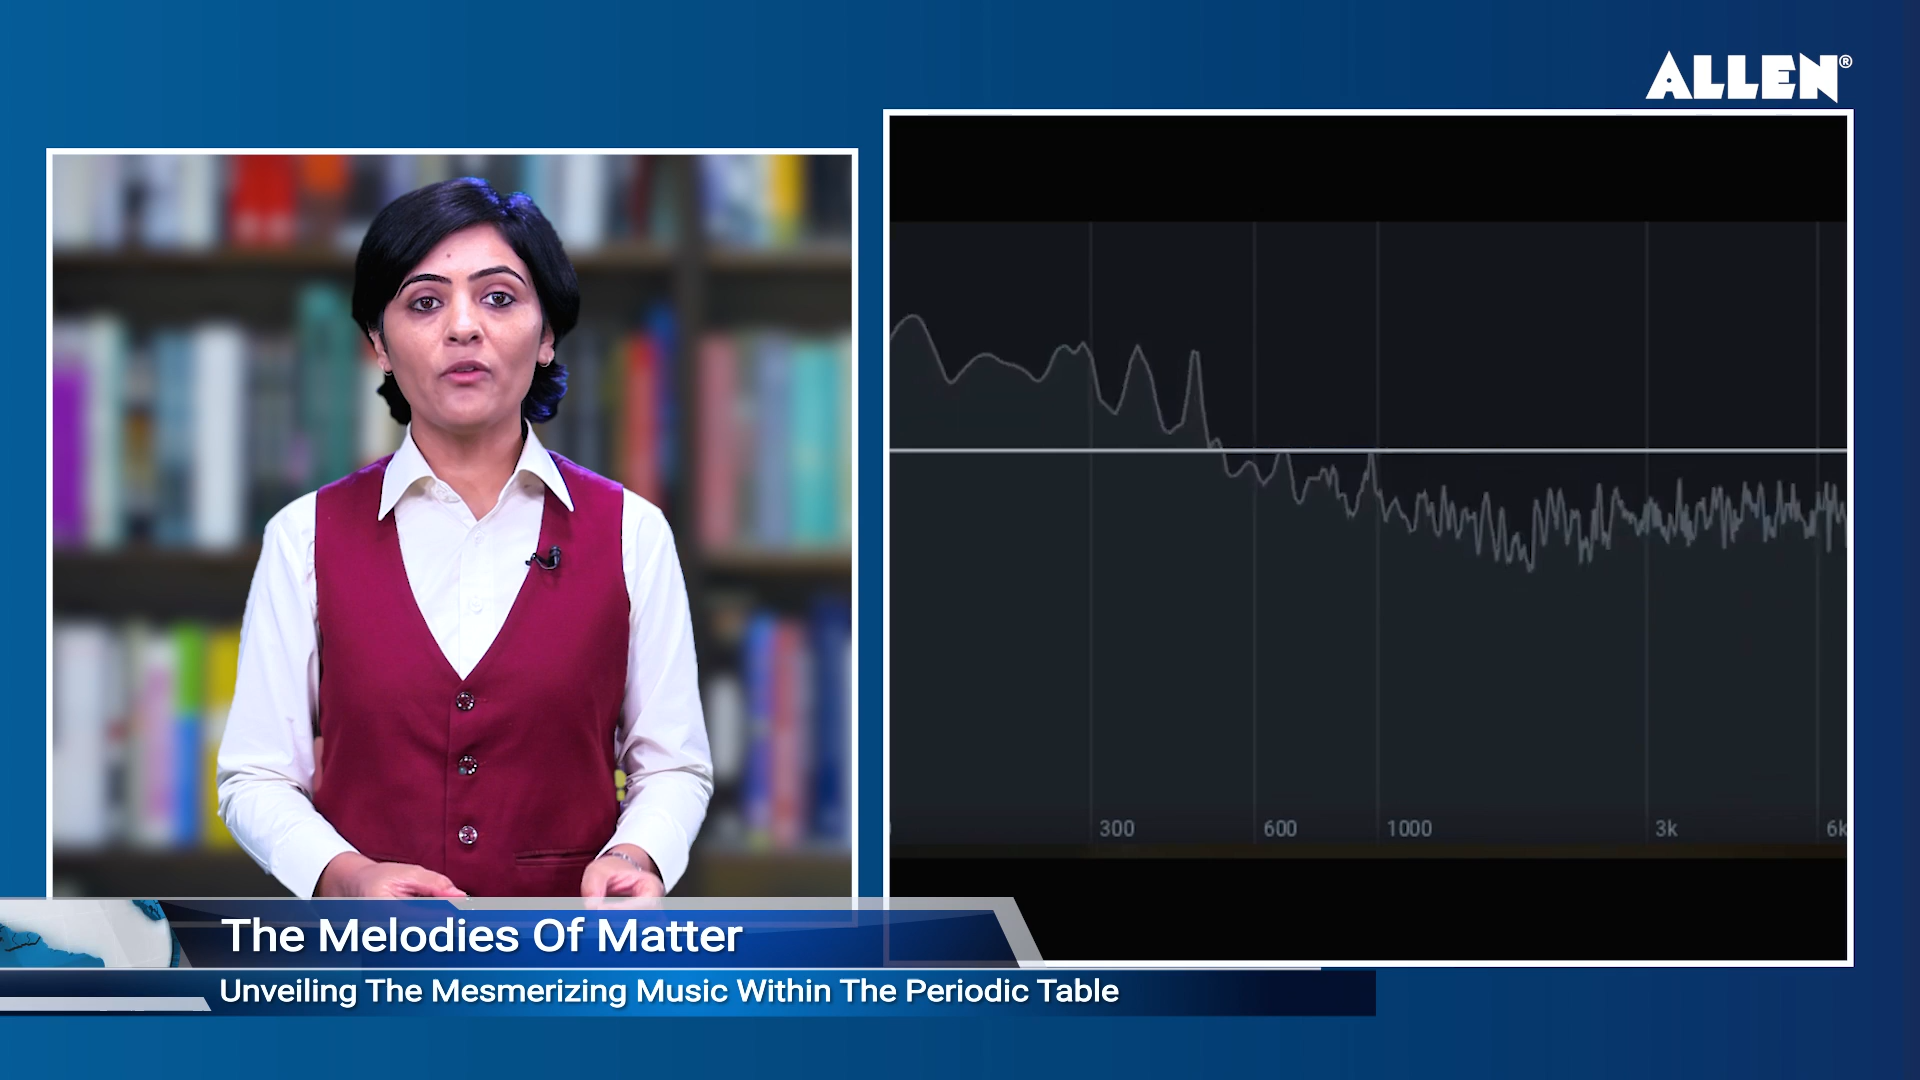 ALLEN®
300 600 1000 3k 6k
The Melodies Of Matter
Unveiling The Mesmerizing Music Within The Periodic Table